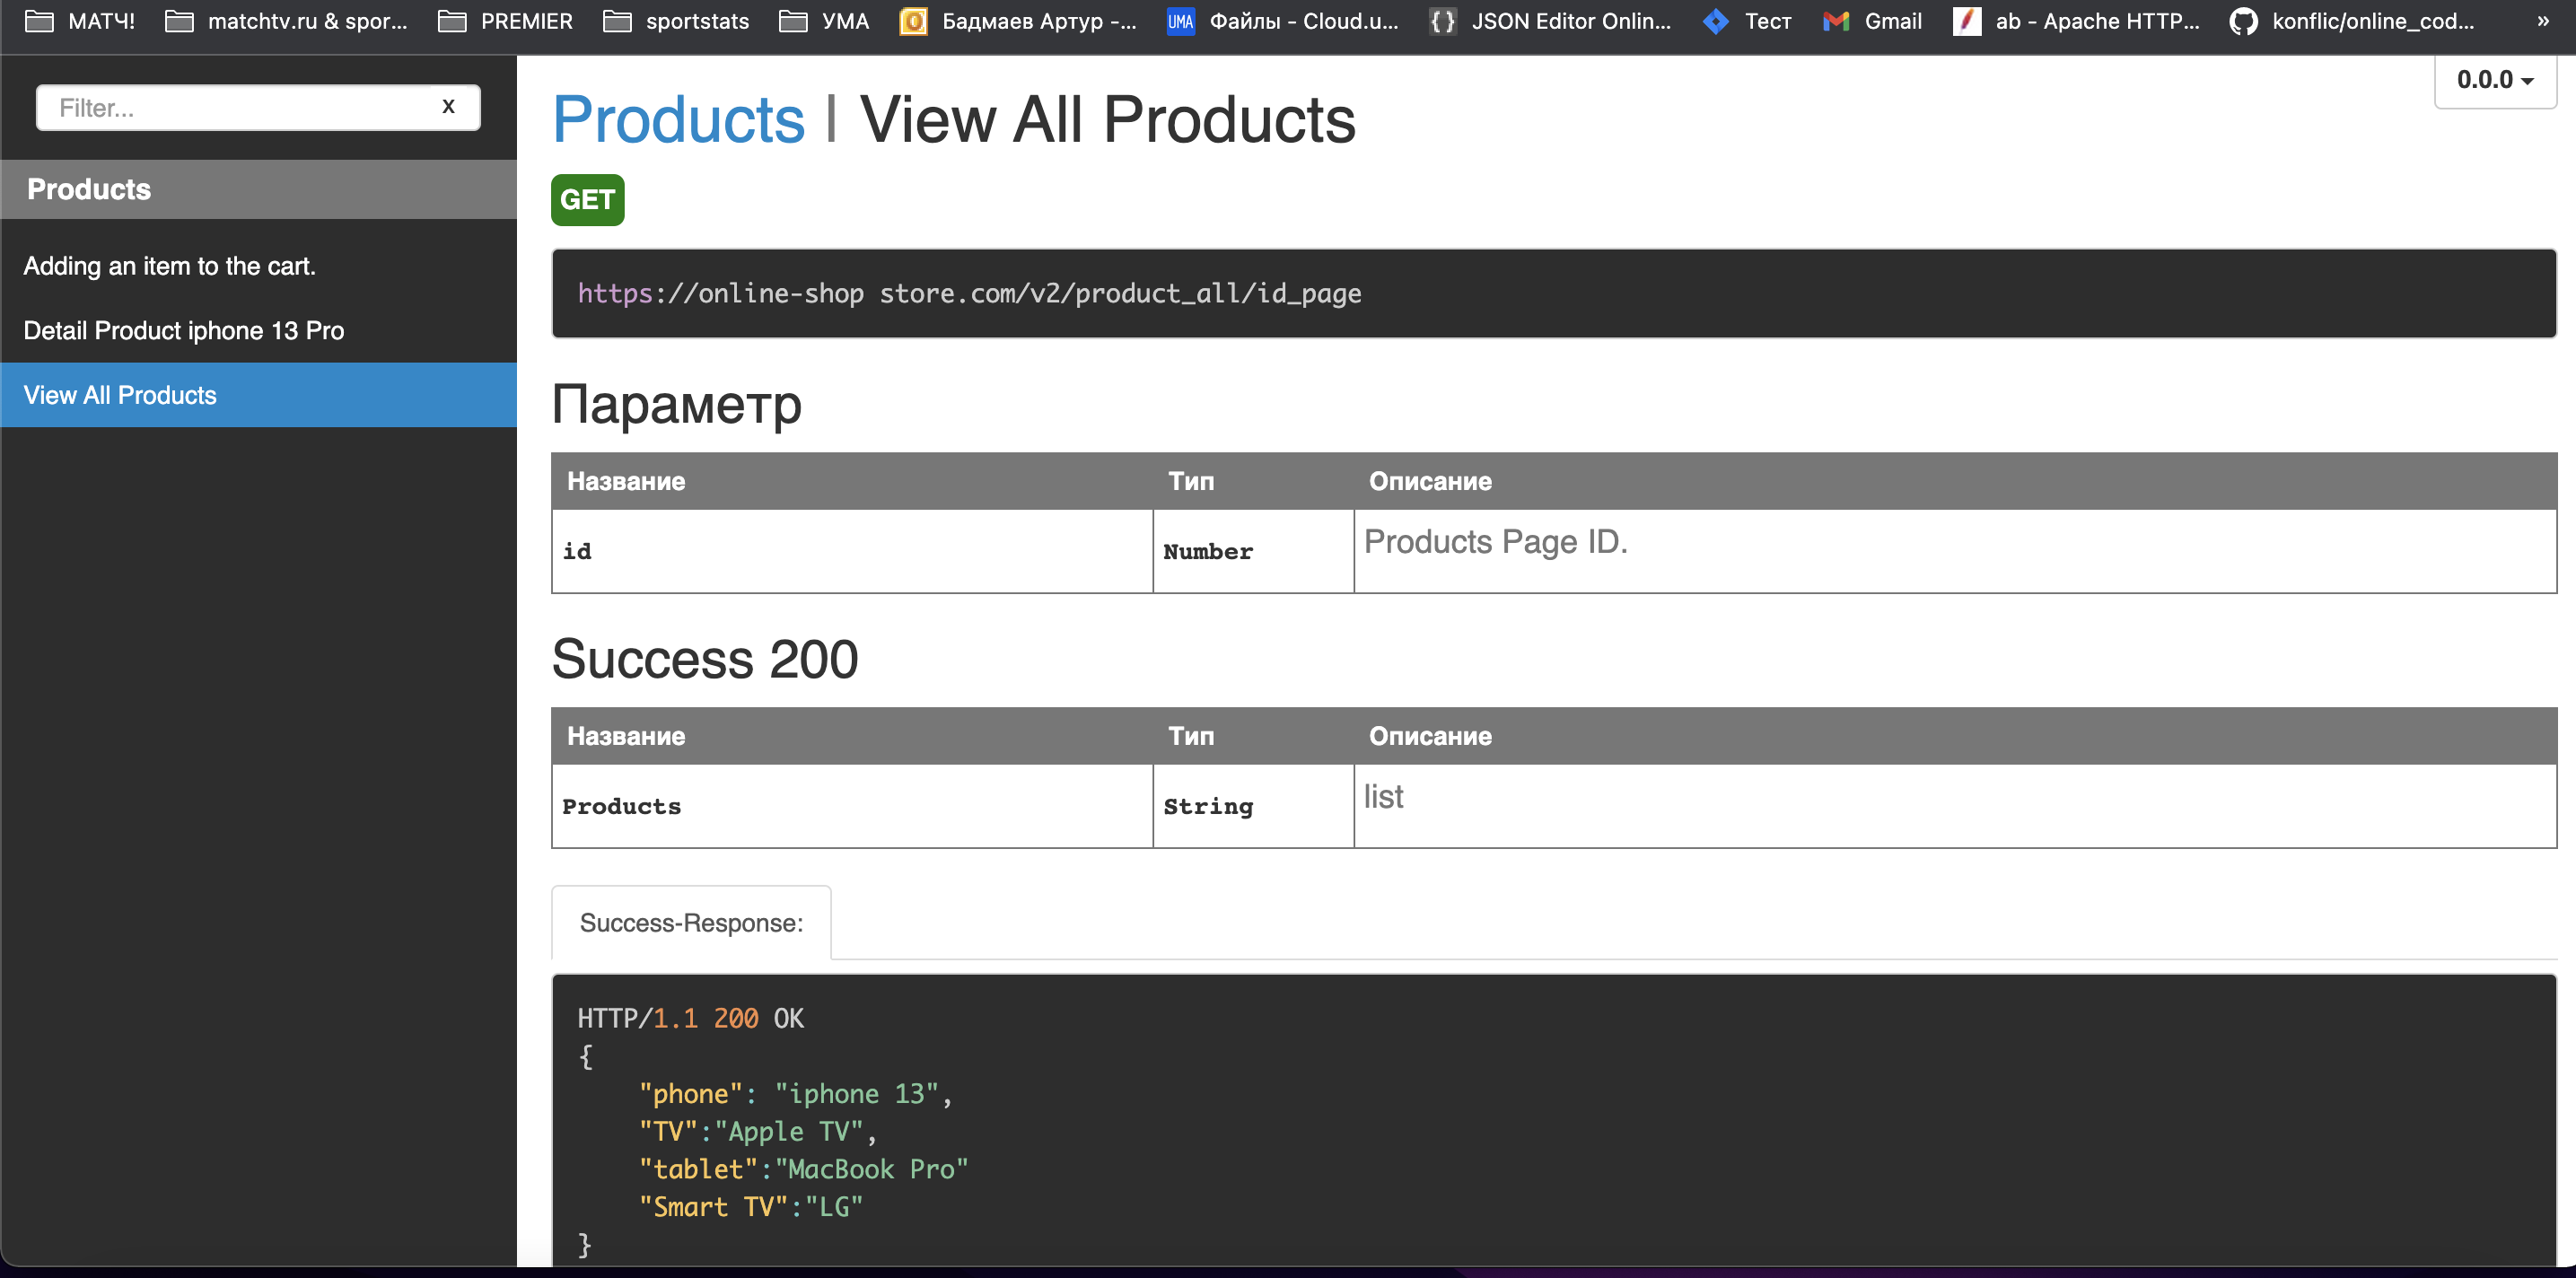 МАТЧ! matchtv.ru & spor... PREMIER sportstats УМА Бадмаев Артур -... UMA Файлы - Cloud.u... {} JSON Editor Onlin... Тест Gmail ab - Apache HTTP... konflic/online_cod... »
Filter... x
Products
Adding an item to the cart.
Detail Product iphone 13 Pro
View All Products
0.0.0
Products | View All Products
GET
https://online-shop store.com/v2/product_all/id_page
Параметр
Название Тип Описание
id Number Products Page ID.
Success 200
Название Тип Описание
Products String list
Success-Response:
HTTP/1.1 200 OK
{
"phone": "iphone 13",
"TV":"Apple TV",
"tablet":"MacBook Pro"
"Smart TV":"LG"
}